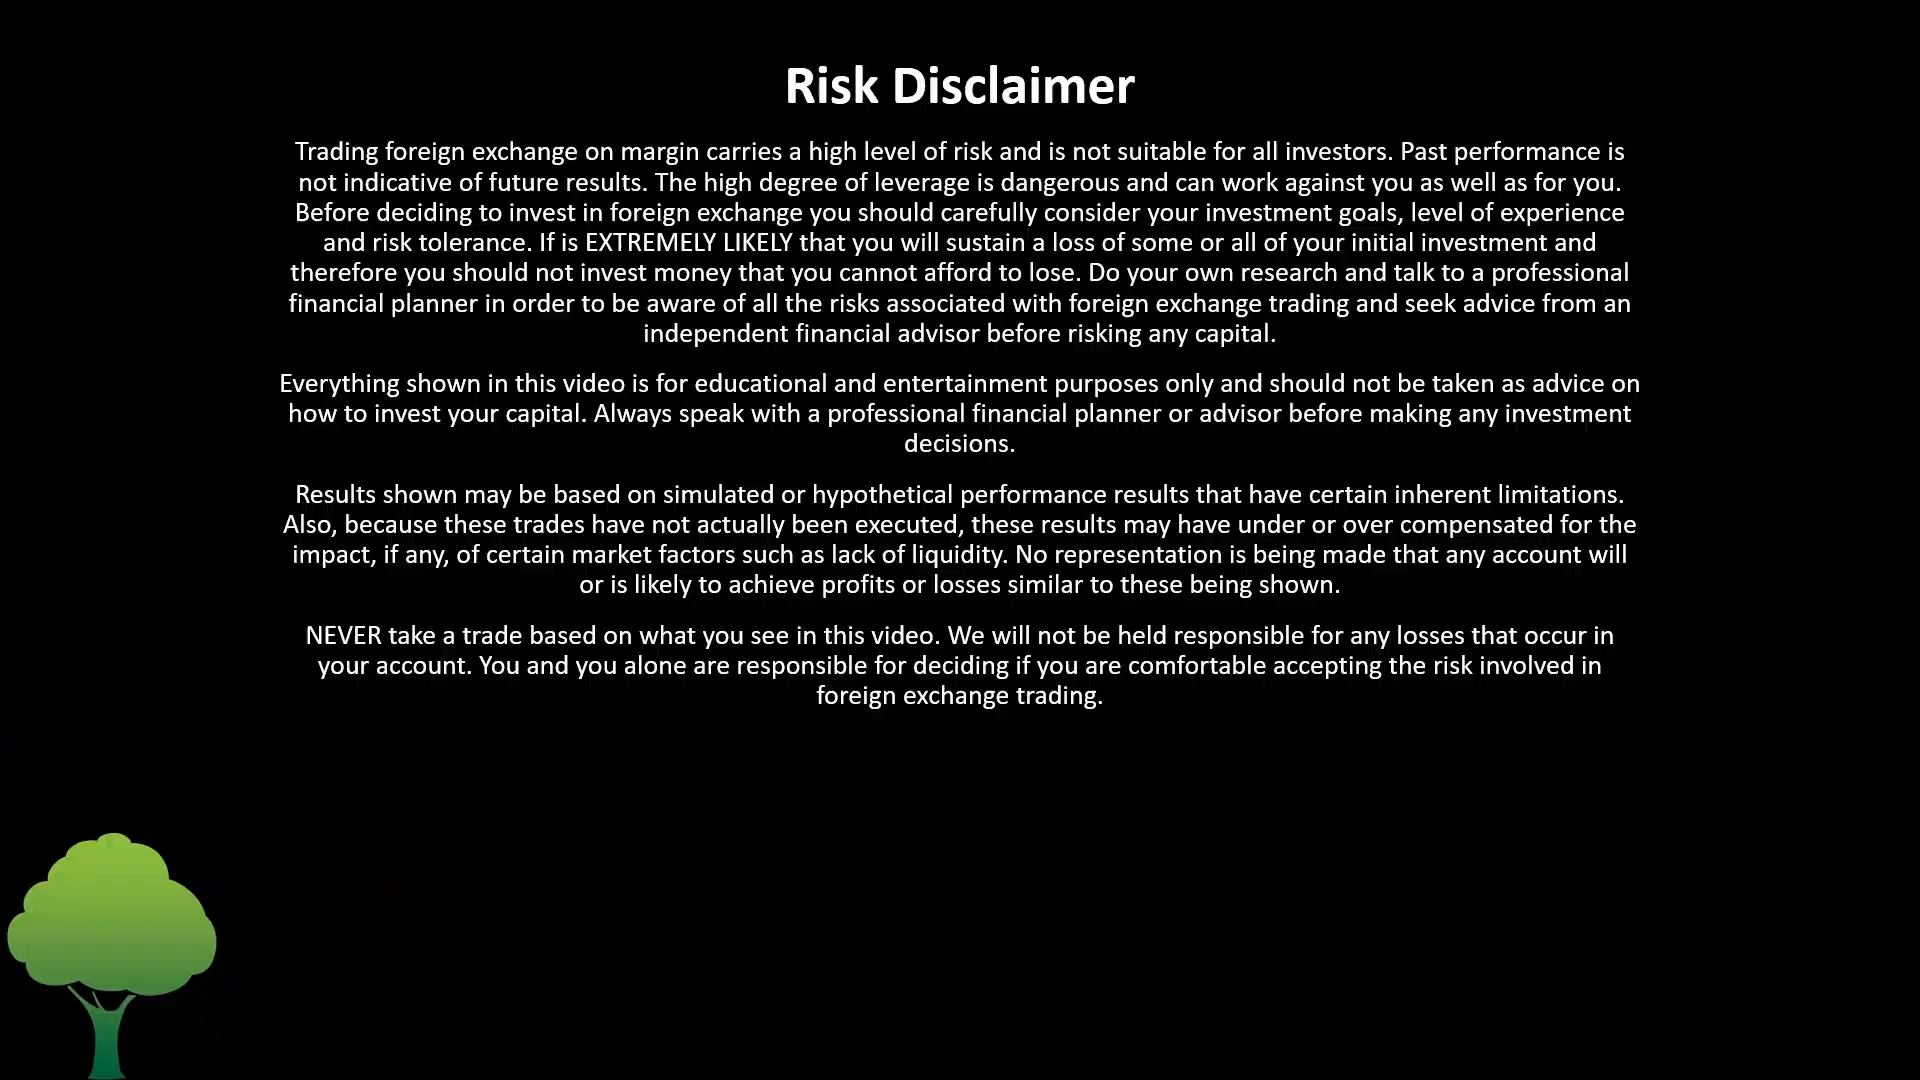 Risk Disclaimer
Trading foreign exchange on margin carries a high level of risk and is not suitable for all investors. Past performance is
not indicative of future results. The high degree of leverage is dangerous and can work against you as well as for you.
Before deciding to invest in foreign exchange you should carefully consider your investment goals, level of experience
and risk tolerance. If is EXTREMELY LIKELY that you will sustain a loss of some or all of your initial investment and
therefore you should not invest money that you cannot afford to lose. Do your own research and talk to a professional
financial planner in order to be aware of all the risks associated with foreign exchange trading and seek advice from an
independent financial advisor before risking any capital.
Everything shown in this video is for educational and entertainment purposes only and should not be taken as advice on
how to invest your capital. Always speak with a professional financial planner or advisor before making any investment
decisions.
Results shown may be based on simulated or hypothetical performance results that have certain inherent limitations.
Also, because these trades have not actually been executed, these results may have under or over compensated for the
impact, if any, of certain market factors such as lack of liquidity. No representation is being made that any account will
or is likely to achieve profits or losses similar to these being shown.
NEVER take a trade based on what you see in this video. We will not be held responsible for any losses that occur in
your account. You and you alone are responsible for deciding if you are comfortable accepting the risk involved in
foreign exchange trading.